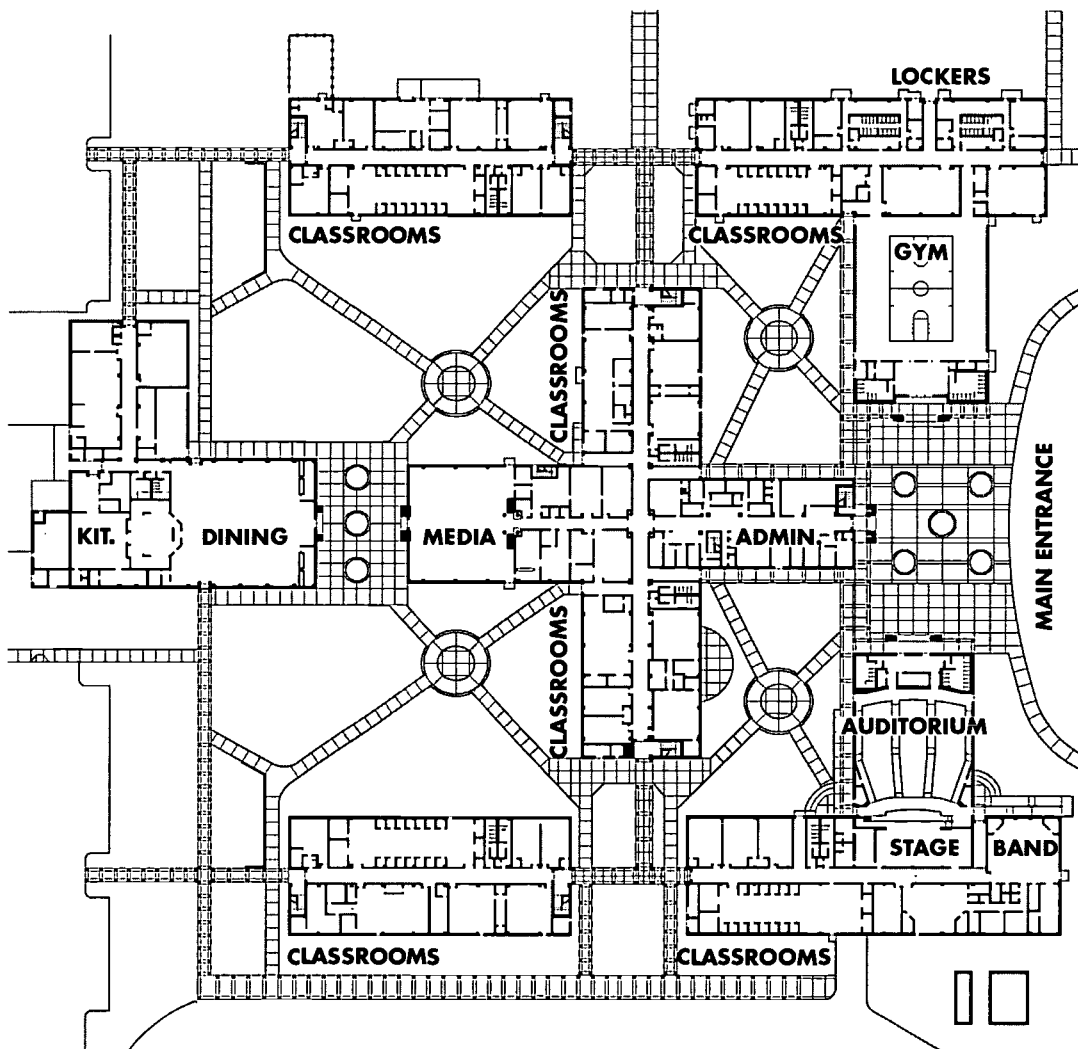 LOCKERS
CLASSROOMS
CLASSROOMS
GYM
CLASSROOMS
MAIN ENTRANCE
KIT.
DINING
MEDIA
ADMIN.
CLASSROOMS
AUDITORIUM
STAGE
BAND
CLASSROOMS
CLASSROOMS